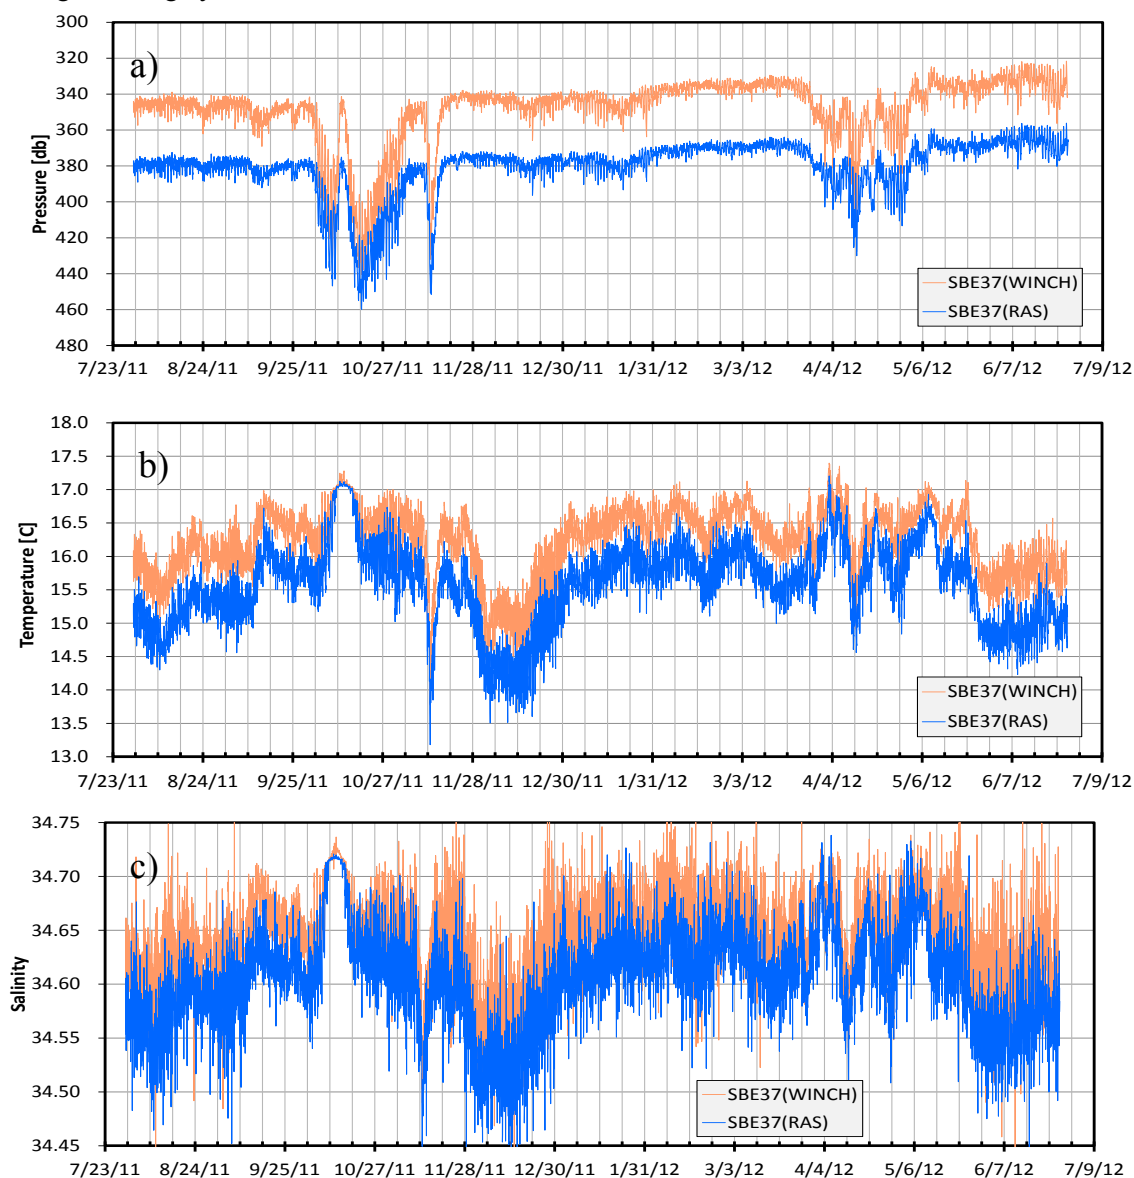 300
a)
320
340
360
380
400
420
440
460
480
Pressure [db]
SBE37(WINCH)
SBE37(RAS)
7/23/11 8/24/11 9/25/11 10/27/11 11/28/11 12/30/11 1/31/12 3/3/12 4/4/12 5/6/12 6/7/12 7/9/12
18.0
b)
17.5
17.0
16.5
16.0
15.5
15.0
14.5
14.0
13.5
13.0
Temperature [C]
SBE37(WINCH)
SBE37(RAS)
7/23/11 8/24/11 9/25/11 10/27/11 11/28/11 12/30/11 1/31/12 3/3/12 4/4/12 5/6/12 6/7/12 7/9/12
34.75
c)
34.70
34.65
34.60
34.55
34.50
34.45
Salinity
SBE37(WINCH)
SBE37(RAS)
7/23/11 8/24/11 9/25/11 10/27/11 11/28/11 12/30/11 1/31/12 3/3/12 4/4/12 5/6/12 6/7/12 7/9/12